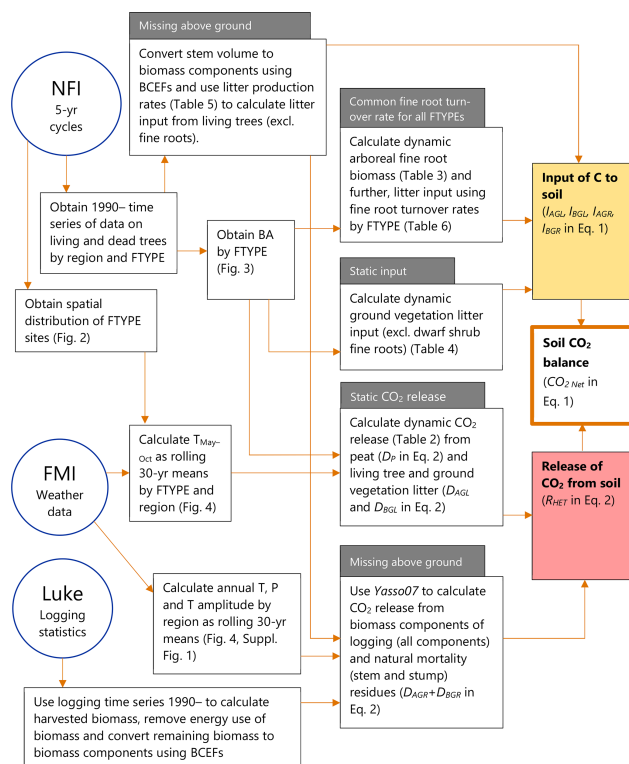 Missing above ground
Convert stem volume to
biomass components using
BCEFs and use litter production
rates (Table 5) to calculate litter
input from living trees (excl.
fine roots).
NFI
5-yr
cycles
Common fine root turn-
over rate for all FTYPEs
Calculate dynamic
arboreal fine root
biomass (Table 3) and
further, litter input using
fine root turnover rates
by FTYPE (Table 6)
Input of C to
soil
(I_AGL, I_BGL, I_AGR,
I_BGR in Eq. 1)
Obtain 1990– time
series of data on
living and dead trees by
region and FTYPE
Obtain BA
by FTYPE
(Fig. 3)
Static input
Calculate dynamic
ground vegetation litter
input (excl. dwarf shrub
fine roots) (Table 4)
Obtain spatial
distribution of FTYPE
sites (Fig. 2)
Soil CO₂
balance
(CO₂ Net in
Eq. 1)
Static CO₂ release
Calculate dynamic CO₂
release (Table 2) from
peat (D_P in Eq. 2) and
living tree and ground
vegetation litter (D_AGL
and D_BGL in Eq. 2)
Calculate T_May–
Oct as rolling
30-yr means
by FTYPE and
region (Fig. 4)
FMI
Weather
data
Release of
CO₂ from soil
(R_HET in Eq. 2)
Missing above ground
Use Yasso07 to calculate
CO₂ release from
biomass components of
logging (all components)
and natural mortality
(stem and stump)
residues (D_AGR+D_BGR in
Eq. 2)
Luke
Logging
statistics
Calculate annual T, P
and T amplitude by
region as rolling 30-yr
means (Fig. 4, Suppl.
Fig. 1)
Use logging time series 1990– to calculate
harvested biomass, remove energy use of
biomass and convert remaining biomass to
biomass components using BCEFs